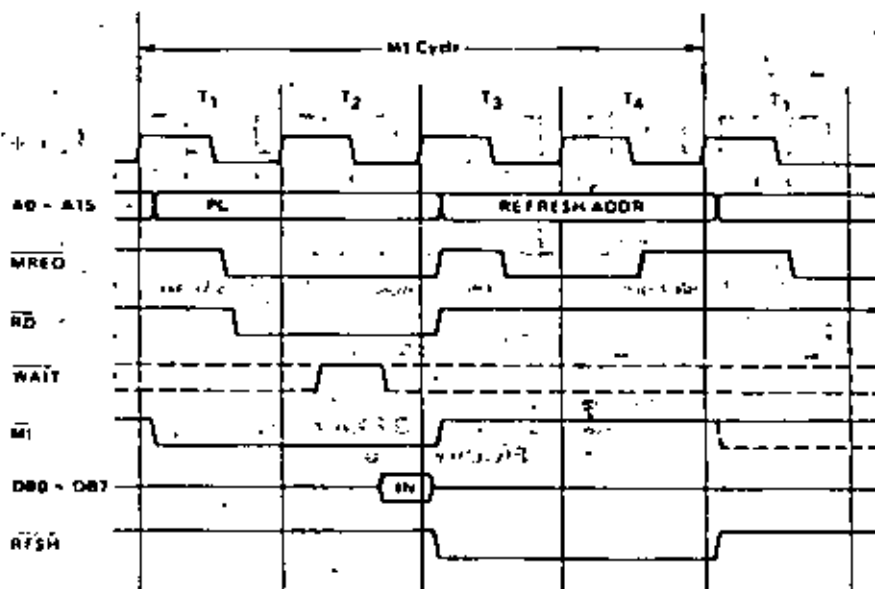 M1 Cycle
T1 T2 T3 T4 T1
A0 - A15 PC REFRESH ADDR
MREQ
RD
WAIT
M1
DB0 - DB7 IN
RFSH